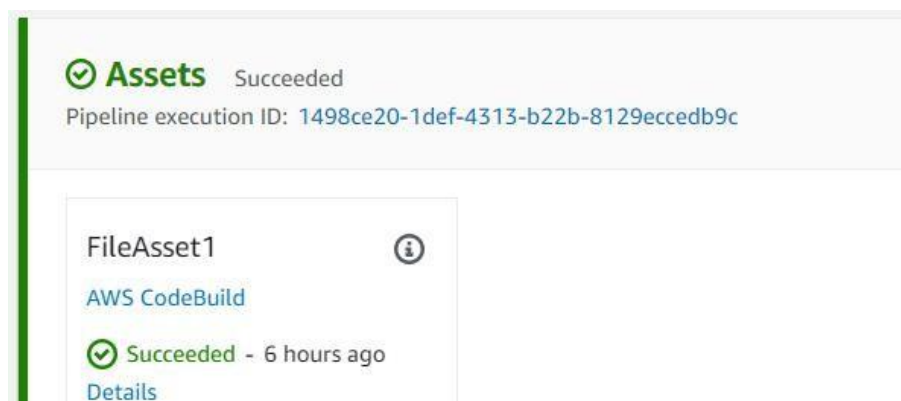 Assets Succeeded
Pipeline execution ID: 1498ce20-1def-4313-b22b-8129eccedb9c
FileAsset1
AWS CodeBuild
Succeeded - 6 hours ago
Details